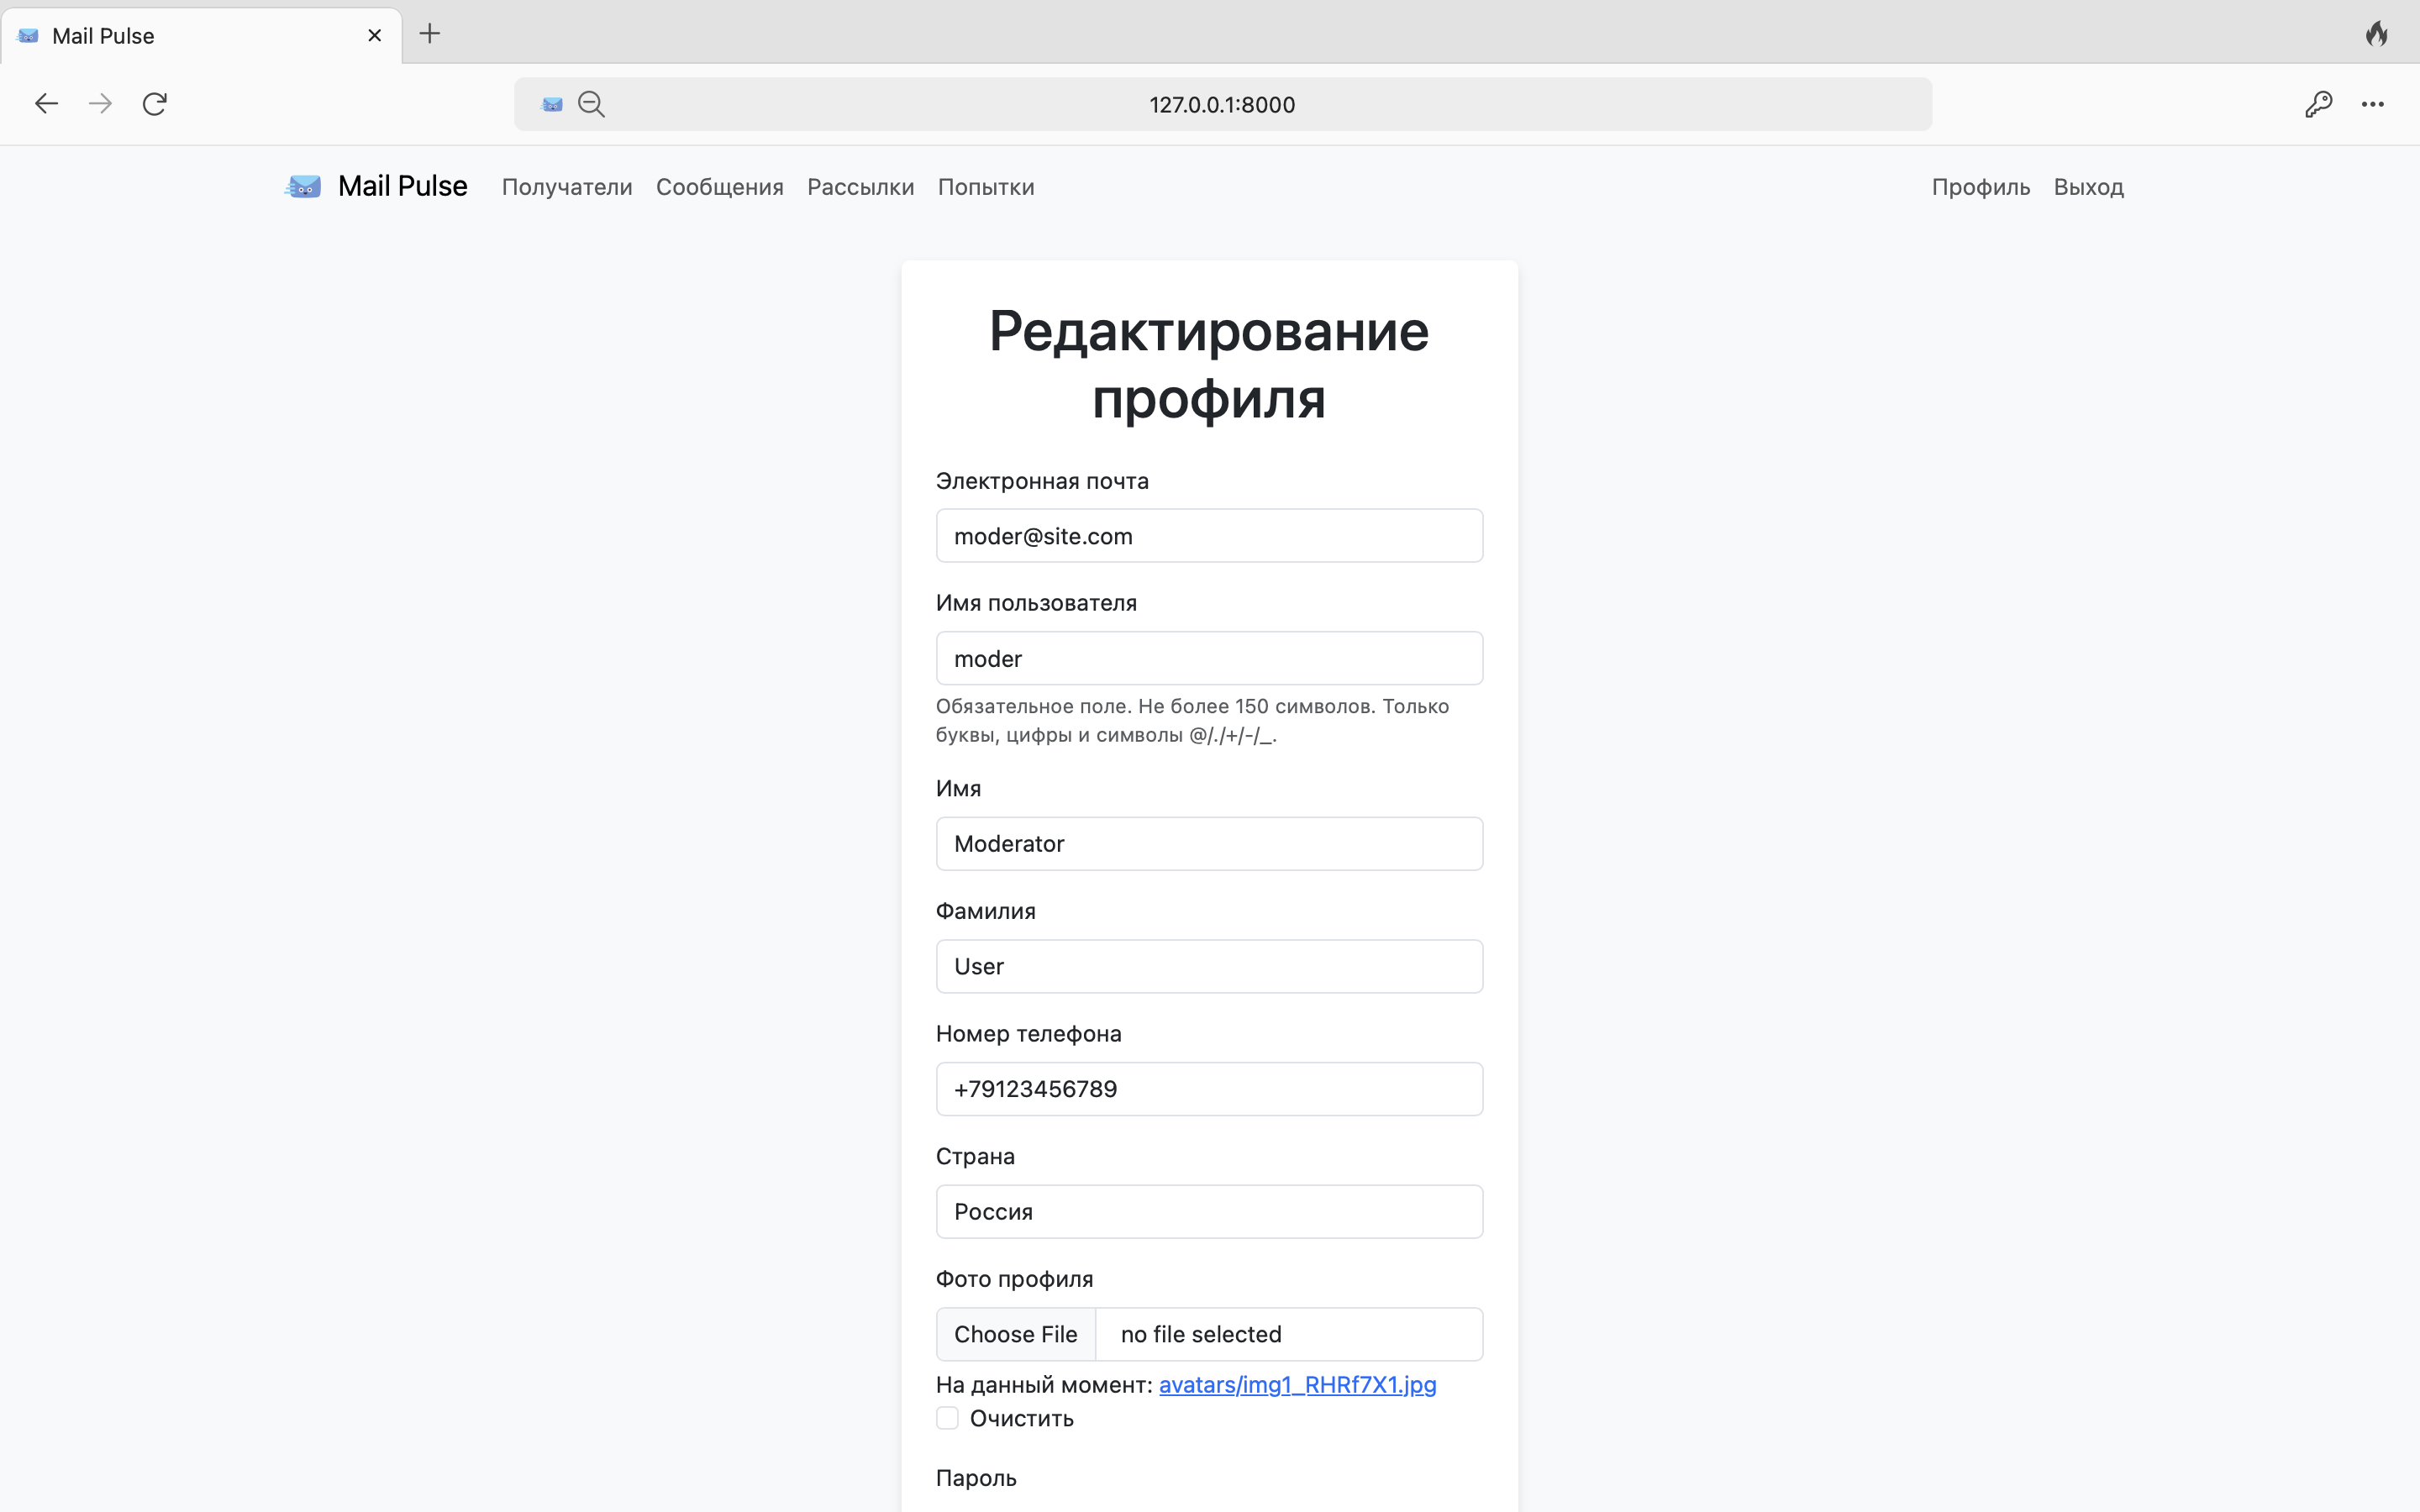 Mail Pulse
127.0.0.1:8000
Mail Pulse Получатели Сообщения Рассылки Попытки Профиль Выход
Редактирование
профиля
Электронная почта
moder@site.com
Имя пользователя
moder
Обязательное поле. Не более 150 символов. Только
буквы, цифры и символы @/./+/-/_.
Имя
Moderator
Фамилия
User
Номер телефона
+79123456789
Страна
Россия
Фото профиля
Choose File no file selected
На данный момент: avatars/img1_RHRf7X1.jpg
Очистить
Пароль